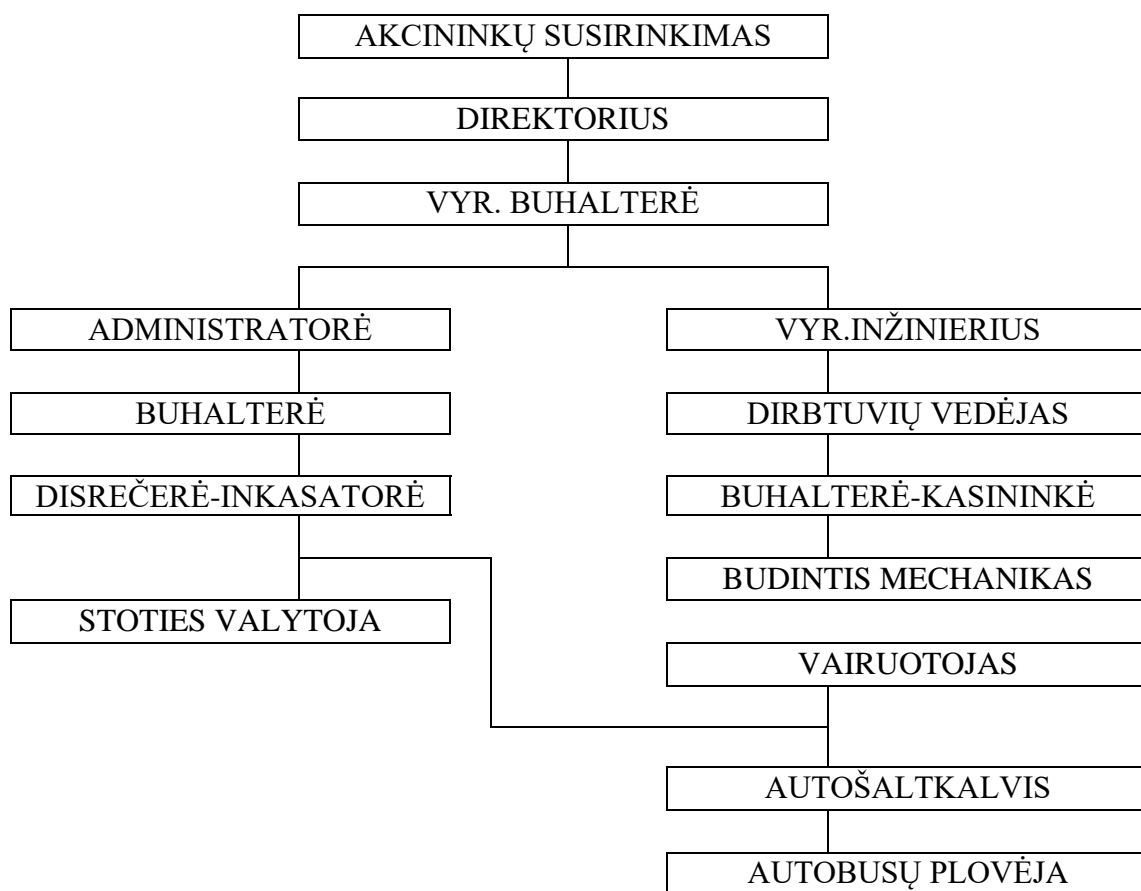 AKCININKŲ SUSIRINKIMAS
DIREKTORIUS
VYR. BUHALTERĖ
ADMINISTRATORĖ
VYR.INŽINIERIUS
BUHALTERĖ
DIRBTUVIŲ VEDĖJAS
DISREČERĖ-INKASATORĖ
BUHALTERĖ-KASININKĖ
BUDINTIS MECHANIKAS
STOTIES VALYTOJA
VAIRUOTOJAS
AUTOŠALTKALVIS
AUTOBUSŲ PLOVĖJA